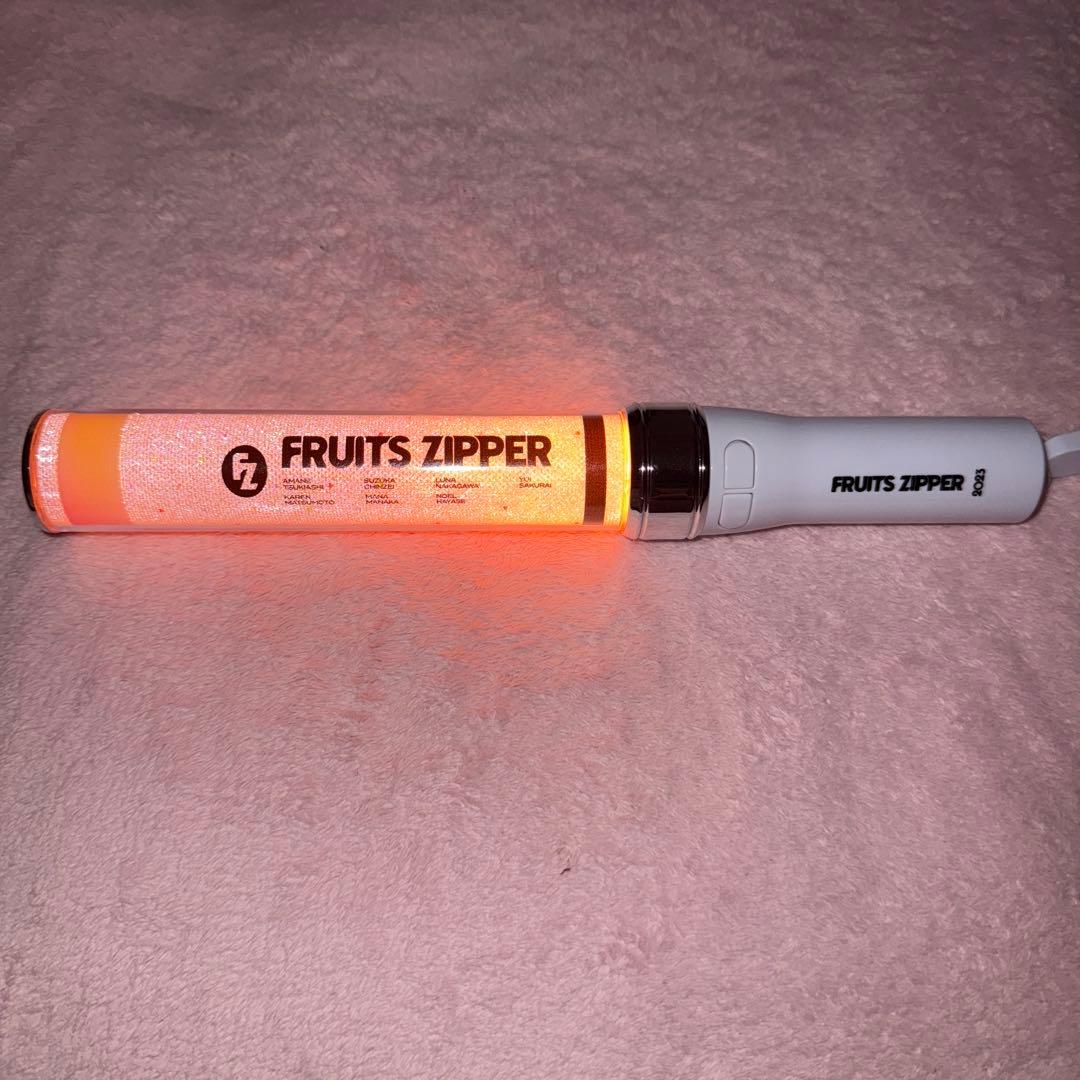 FZ
FRUITS ZIPPER
AMANE TSUKIASHI
SUZUKA CHINZEI
LUNA NAKAGAWA
YUI SAKURAI
KAREN MATSUMOTO
MANA MANAKA
NOEL HAYASE
FRUITS ZIPPER 2023